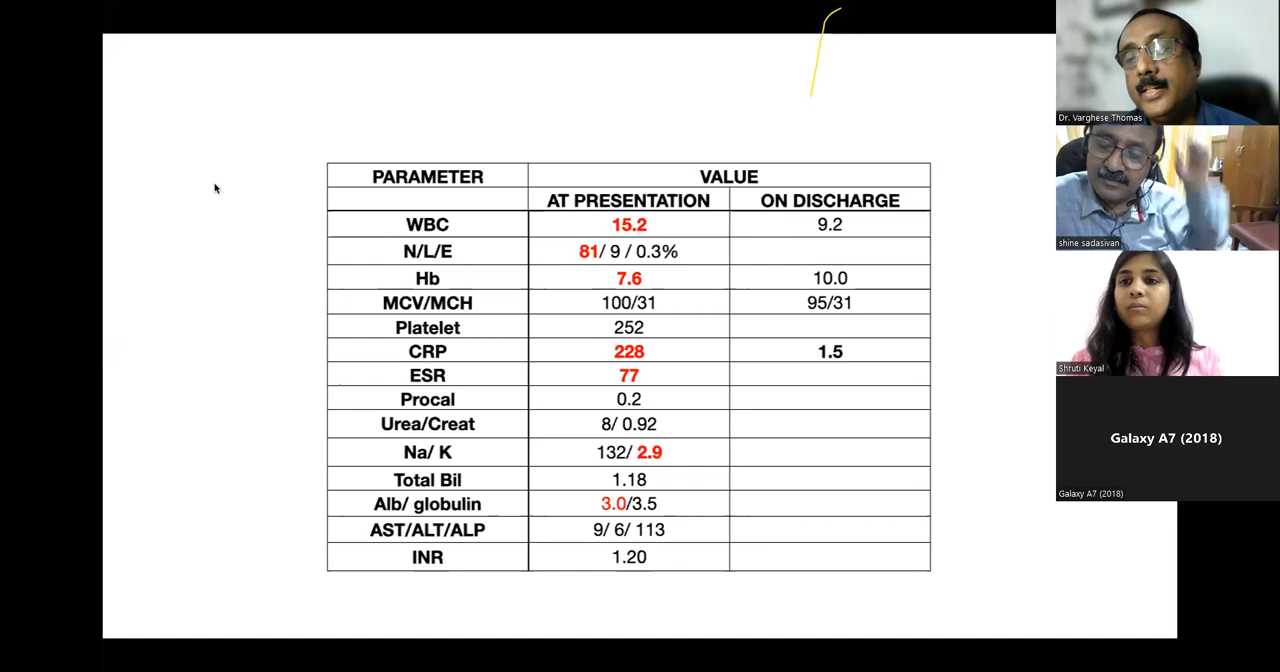 PARAMETER VALUE
AT PRESENTATION ON DISCHARGE
WBC 15.2 9.2
N/L/E 81/ 9 / 0.3%
Hb 7.6 10.0
MCV/MCH 100/31 95/31
Platelet 252
CRP 228 1.5
ESR 77
Procal 0.2
Urea/Creat 8/ 0.92
Na/ K 132/ 2.9
Total Bil 1.18
Alb/ globulin 3.0/3.5
AST/ALT/ALP 9/ 6/ 113
INR 1.20
Dr. Varghese Thomas
shine sadasivan
Shruti Keyal
Galaxy A7 (2018)
Galaxy A7 (2018)